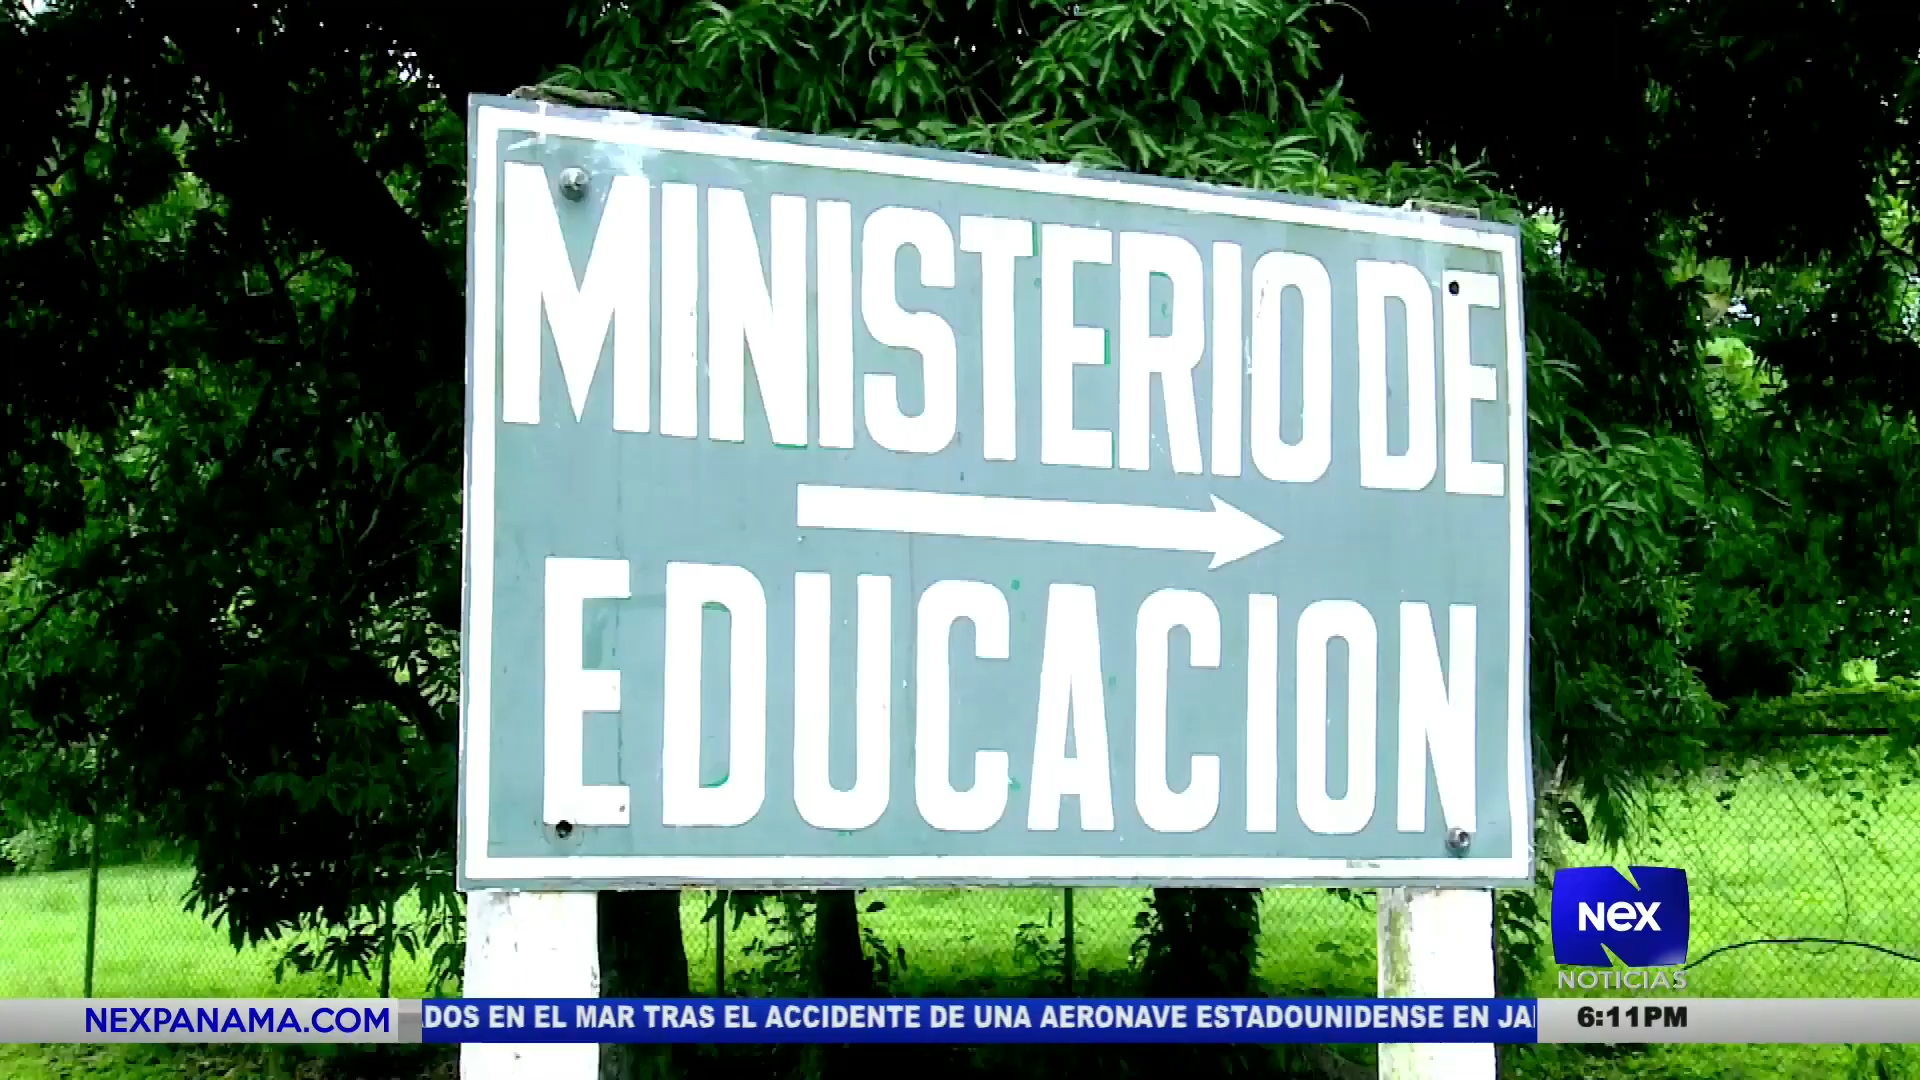 MINISTERIO DE
EDUCACION
NEX
NOTICIAS
NEXPANAMA.COM
EN EL MAR TRAS EL ACCIDENTE DE UNA AERONAVE ESTADOUNIDENSE EN
6:11PM